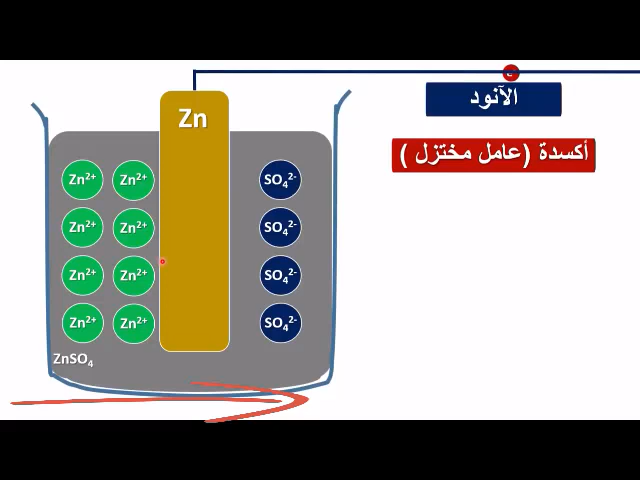 الآنود
Zn
أكسدة (عامل مختزل )
Zn²⁺ Zn²⁺ SO₄²⁻
Zn²⁺ Zn²⁺ SO₄²⁻
Zn²⁺ Zn²⁺ SO₄²⁻
Zn²⁺ Zn²⁺ SO₄²⁻
ZnSO₄